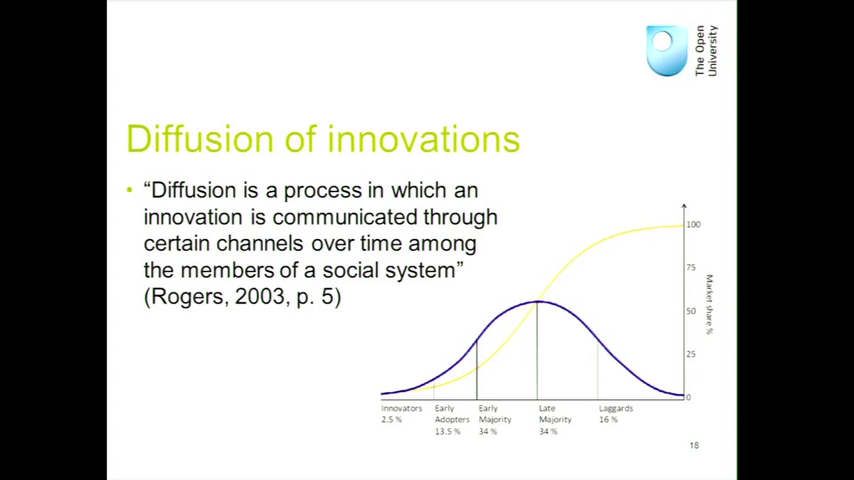 The Open
University
Diffusion of innovations
• “Diffusion is a process in which an
innovation is communicated through
certain channels over time among
the members of a social system”
(Rogers, 2003, p. 5)
100
75
50
25
0
Market share %
Innovators
2.5 %
Early
Adopters
13.5 %
Early
Majority
34 %
Late
Majority
34 %
Laggards
16 %
18